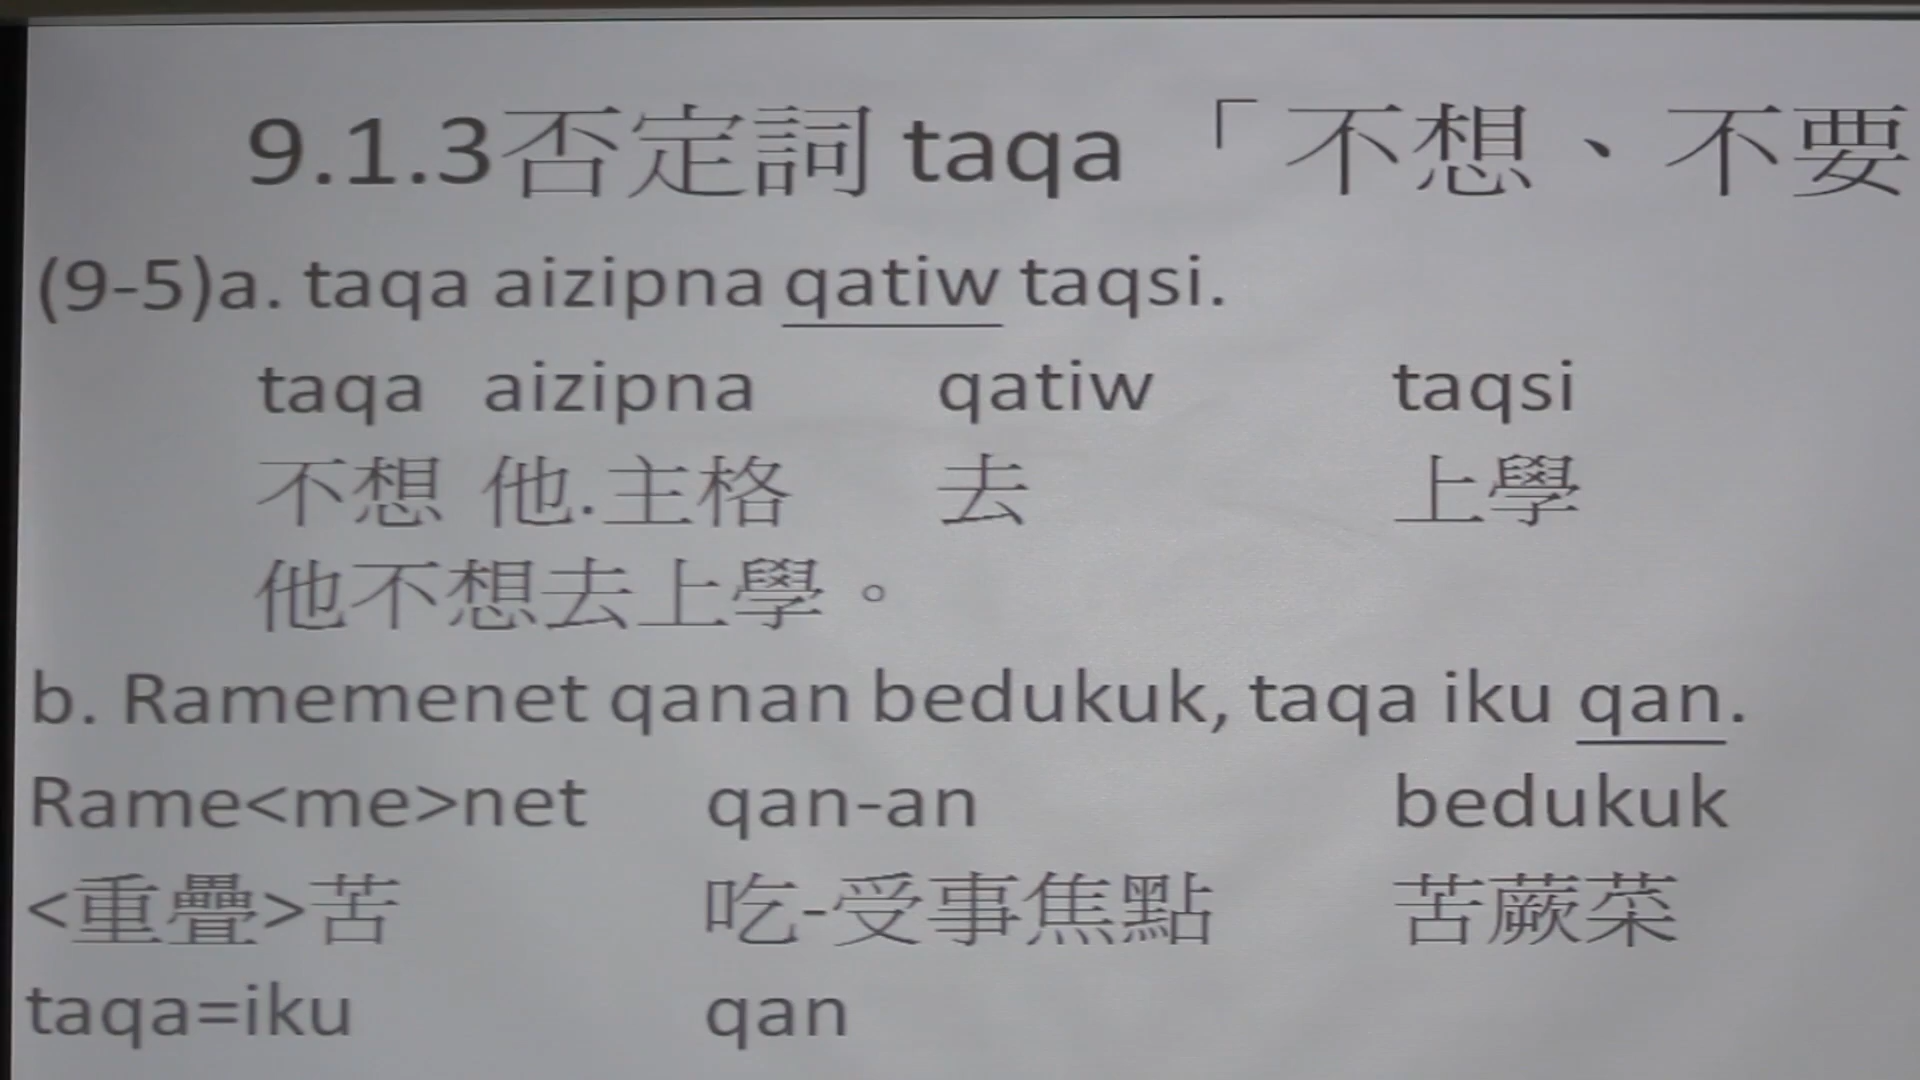 9.1.3否定詞 taqa 「不想、不要
(9-5)a. taqa aizipna qatiw taqsi.
taqa aizipna qatiw taqsi
不想 他.主格 去 上學
他不想去上學。
b. Ramemenet qanan bedukuk, taqa iku qan.
Rame<me>net qan-an bedukuk
<重疊>苦 吃-受事焦點 苦蕨菜
taqa=iku qan